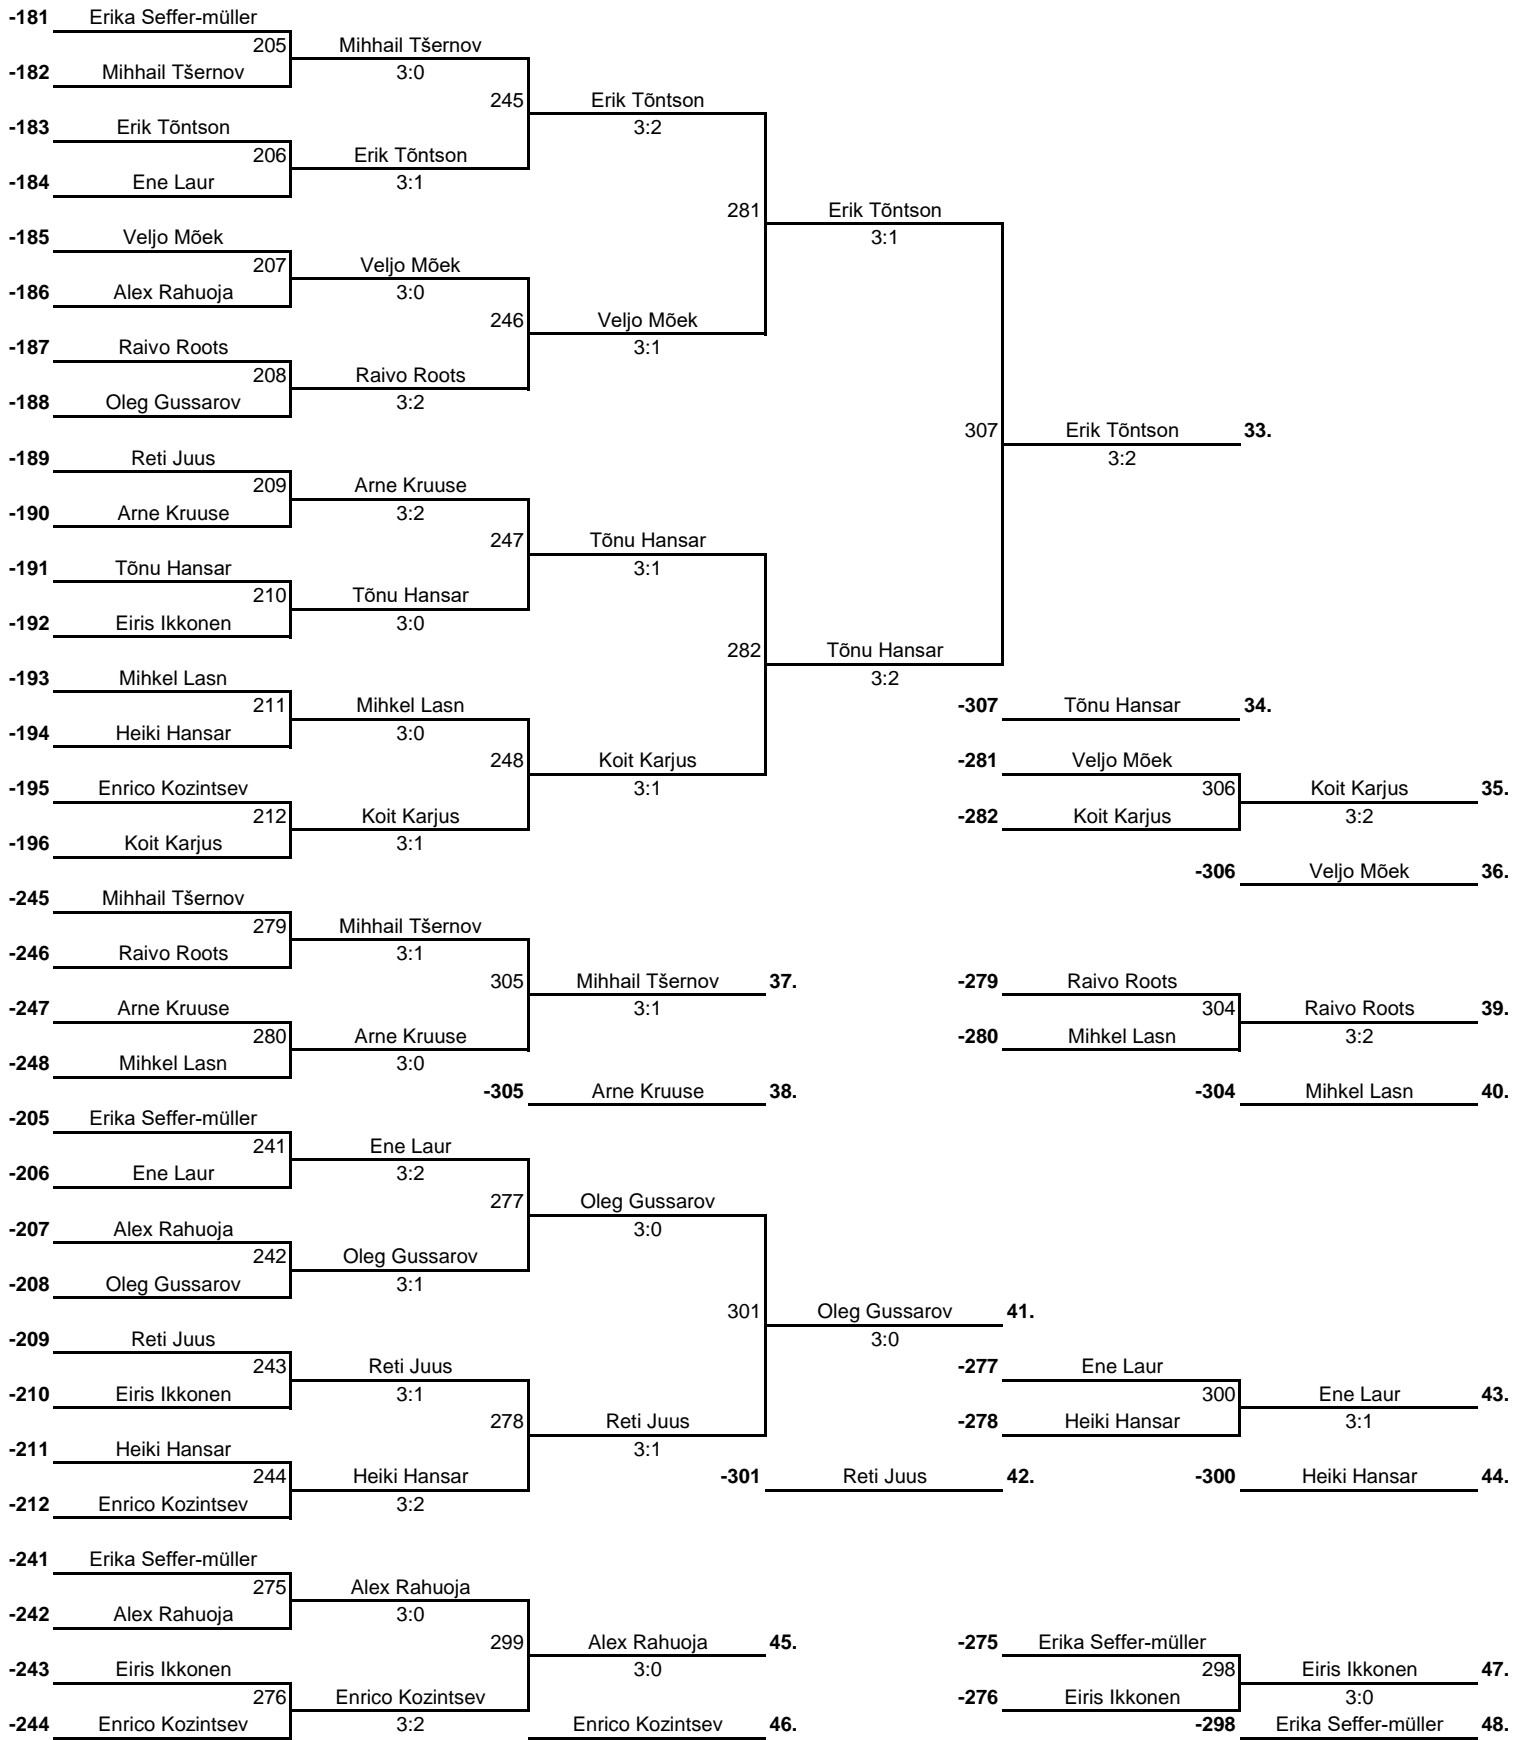 -181 Erika Seffer-müller
205 Mihhail Tšernov
-182 Mihhail Tšernov 3:0
245 Erik Tõntson
-183 Erik Tõntson 3:2
206 Erik Tõntson
-184 Ene Laur 3:1
281 Erik Tõntson
-185 Veljo Mõek 3:1
207 Veljo Mõek
-186 Alex Rahuoja 3:0
246 Veljo Mõek
-187 Raivo Roots 3:1
208 Raivo Roots
-188 Oleg Gussarov 3:2
307 Erik Tõntson 33.
-189 Reti Juus 3:2
209 Arne Kruuse
-190 Arne Kruuse 3:2
247 Tõnu Hansar
-191 Tõnu Hansar 3:1
210 Tõnu Hansar
-192 Eiris Ikkonen 3:0
282 Tõnu Hansar
-193 Mihkel Lasn 3:2
211 Mihkel Lasn -307 Tõnu Hansar 34.
-194 Heiki Hansar 3:0
248 Koit Karjus -281 Veljo Mõek
-195 Enrico Kozintsev 3:1 306 Koit Karjus 35.
212 Koit Karjus -282 Koit Karjus 3:2
-196 Koit Karjus 3:1
-306 Veljo Mõek 36.
-245 Mihhail Tšernov
279 Mihhail Tšernov
-246 Raivo Roots 3:1
305 Mihhail Tšernov 37. -279 Raivo Roots
-247 Arne Kruuse 3:1 304 Raivo Roots 39.
280 Arne Kruuse -280 Mihkel Lasn 3:2
-248 Mihkel Lasn 3:0
-305 Arne Kruuse 38. -304 Mihkel Lasn 40.
-205 Erika Seffer-müller
241 Ene Laur
-206 Ene Laur 3:2
277 Oleg Gussarov
-207 Alex Rahuoja 3:0
242 Oleg Gussarov
-208 Oleg Gussarov 3:1
301 Oleg Gussarov 41.
-209 Reti Juus 3:0
243 Reti Juus -277 Ene Laur
-210 Eiris Ikkonen 3:1 300 Ene Laur 43.
278 Reti Juus -278 Heiki Hansar 3:1
-211 Heiki Hansar 3:1
244 Heiki Hansar -301 Reti Juus 42. -300 Heiki Hansar 44.
-212 Enrico Kozintsev 3:2
-241 Erika Seffer-müller
275 Alex Rahuoja
-242 Alex Rahuoja 3:0
299 Alex Rahuoja 45. -275 Erika Seffer-müller
-243 Eiris Ikkonen 3:0 298 Eiris Ikkonen 47.
276 Enrico Kozintsev -276 Eiris Ikkonen 3:0
-244 Enrico Kozintsev 3:2 Enrico Kozintsev 46. -298 Erika Seffer-müller 48.